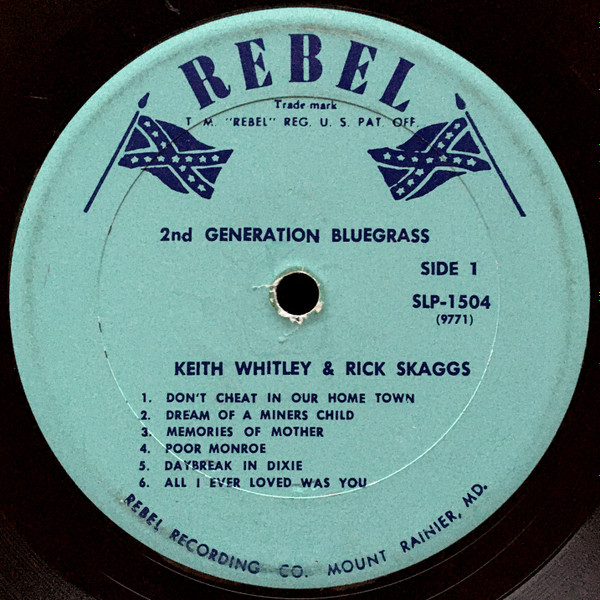 REBEL
Trade mark
T. M. "REBEL" REG. U. S. PAT. OFF.
2nd GENERATION BLUEGRASS
SIDE 1
SLP-1504
(9771)
KEITH WHITLEY & RICK SKAGGS
1. DON'T CHEAT IN OUR HOME TOWN
2. DREAM OF A MINERS CHILD
3. MEMORIES OF MOTHER
4. POOR MONROE
5. DAYBREAK IN DIXIE
6. ALL I EVER LOVED WAS YOU
REBEL RECORDING CO. MOUNT RAINIER, MD.